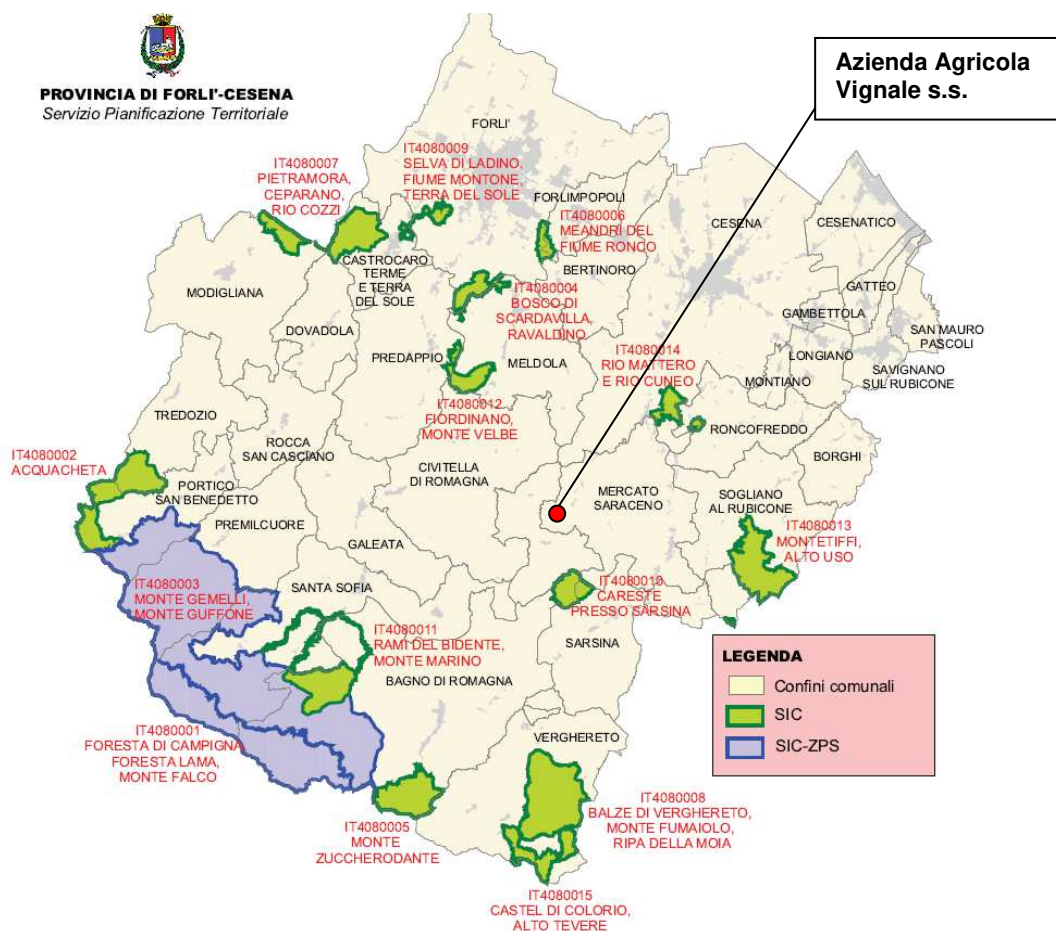 PROVINCIA DI FORLI'-CESENA
Servizio Pianificazione Territoriale
Azienda Agricola
Vignale s.s.
FORLI'
IT4080009
SELVA DI LADINO,
FIUME MONTONE,
TERRA DEL SOLE
IT4080007
PIETRAMORA,
CEPARANO,
RIO COZZI
FORLIMPOPOLI
IT4080006
MEANDRI DEL
FIUME RONCO
CESENA
CESENATICO
CASTROCARO
TERME
E TERRA
DEL SOLE
BERTINORO
MODIGLIANA
IT4080004
BOSCO DI
SCARDAVILLA,
RAVALDINO
GATTEO
GAMBETTOLA
DOVADOLA
SAN MAURO
PASCOLI
LONGIANO
SAVIGNANO
SUL RUBICONE
PREDAPPIO
MELDOLA
IT4080014
RIO MATTERO
E RIO CUNEO
MONTIANO
IT4080012
FIORDINANO,
MONTE VELBE
TREDOZIO
RONCOFREDDO
ROCCA
SAN CASCIANO
BORGHI
IT4080002
ACQUACHETA
CIVITELLA
DI ROMAGNA
PORTICO
SAN BENEDETTO
MERCATO
SARACENO
SOGLIANO
AL RUBICONE
PREMILCUORE
IT4080013
MONTETIFFI,
ALTO USO
GALEATA
IT4080003
MONTE GEMELLI,
MONTE GUFFONE
SANTA SOFIA
IT4080010
CARESTE
PRESSO SARSINA
IT4080011
RAMI DEL BIDENTE,
MONTE MARINO
SARSINA
BAGNO DI ROMAGNA
LEGENDA
Confini comunali
SIC
SIC-ZPS
IT4080001
FORESTA DI CAMPIGNA,
FORESTA LAMA,
MONTE FALCO
VERGHERETO
IT4080008
BALZE DI VERGHERETO,
MONTE FUMAIOLO,
RIPA DELLA MOIA
IT4080005
MONTE
ZUCCHERODANTE
IT4080015
CASTEL DI COLORIO,
ALTO TEVERE